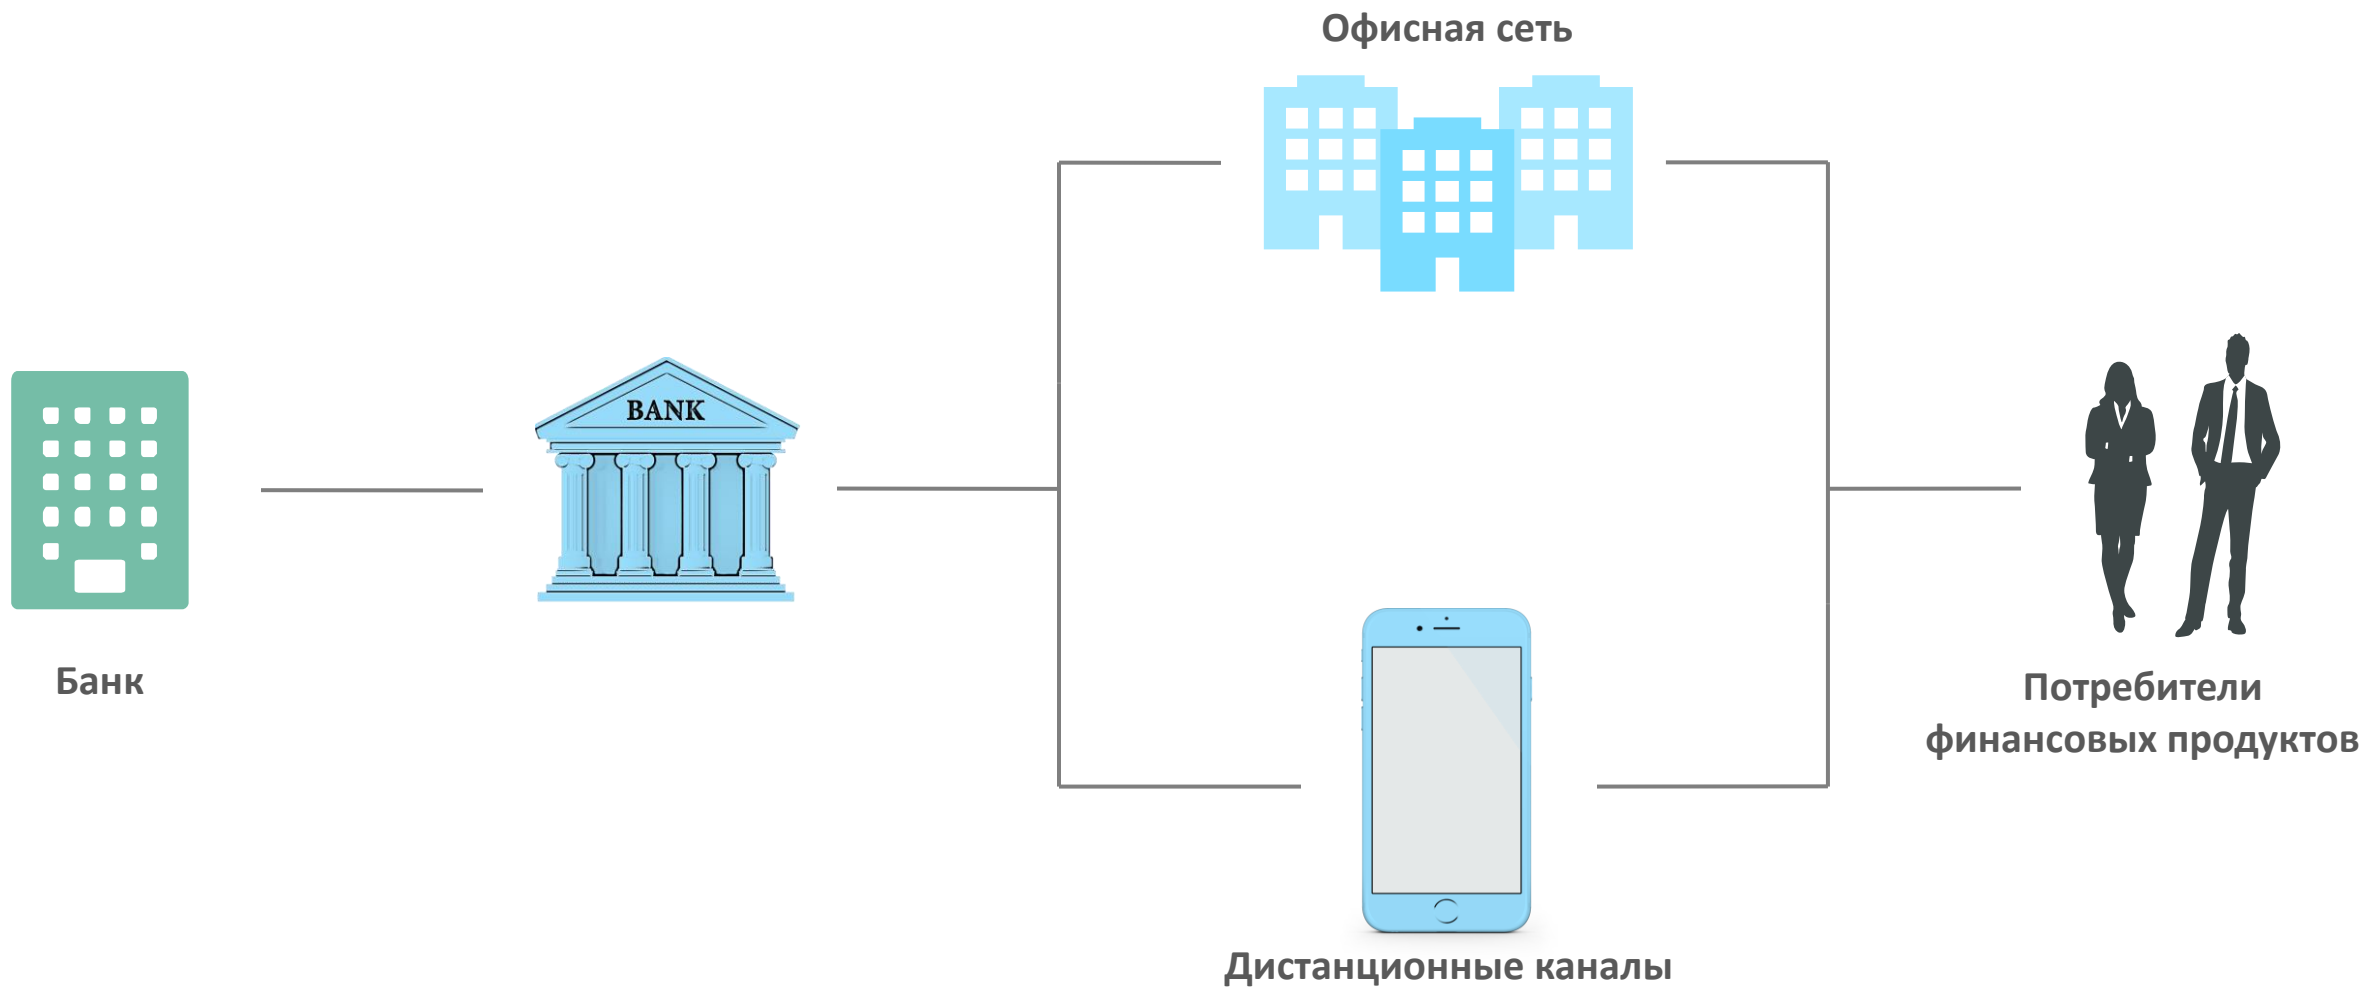 Офисная сеть
BANK
Банк
Потребители
финансовых продуктов
Дистанционные каналы